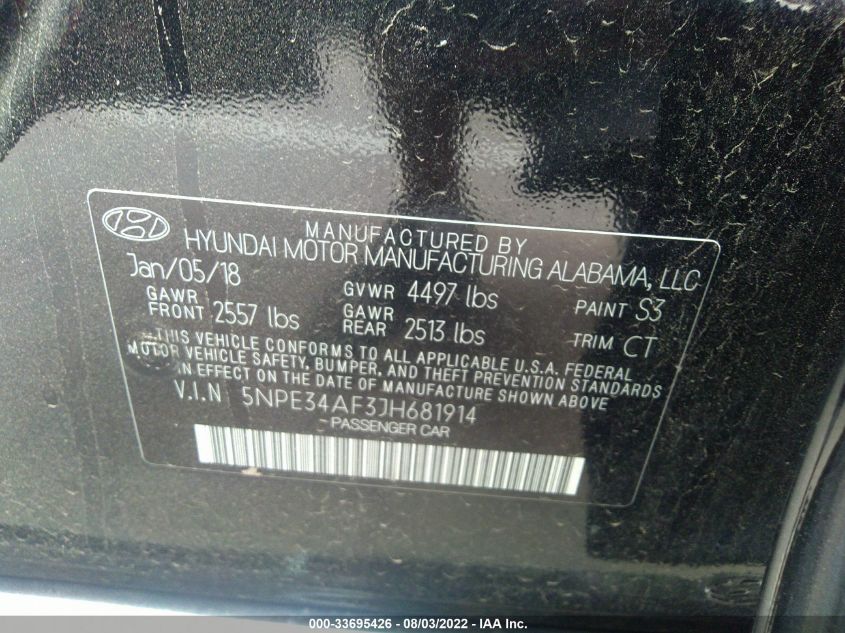 MANUFACTURED BY
HYUNDAI MOTOR MANUFACTURING ALABAMA, LLC
Jan/05/18
GAWR FRONT 2557 lbs
GVWR 4497 lbs
GAWR REAR 2513 lbs
PAINT S3
TRIM CT
THIS VEHICLE CONFORMS TO ALL APPLICABLE U.S.A. FEDERAL
MOTOR VEHICLE SAFETY, BUMPER, AND THEFT PREVENTION STANDARDS
IN EFFECT ON THE DATE OF MANUFACTURE SHOWN ABOVE.
V.I.N 5NPE34AF3JH681914
PASSENGER CAR
000-33695426 - 08/03/2022 - IAA Inc.